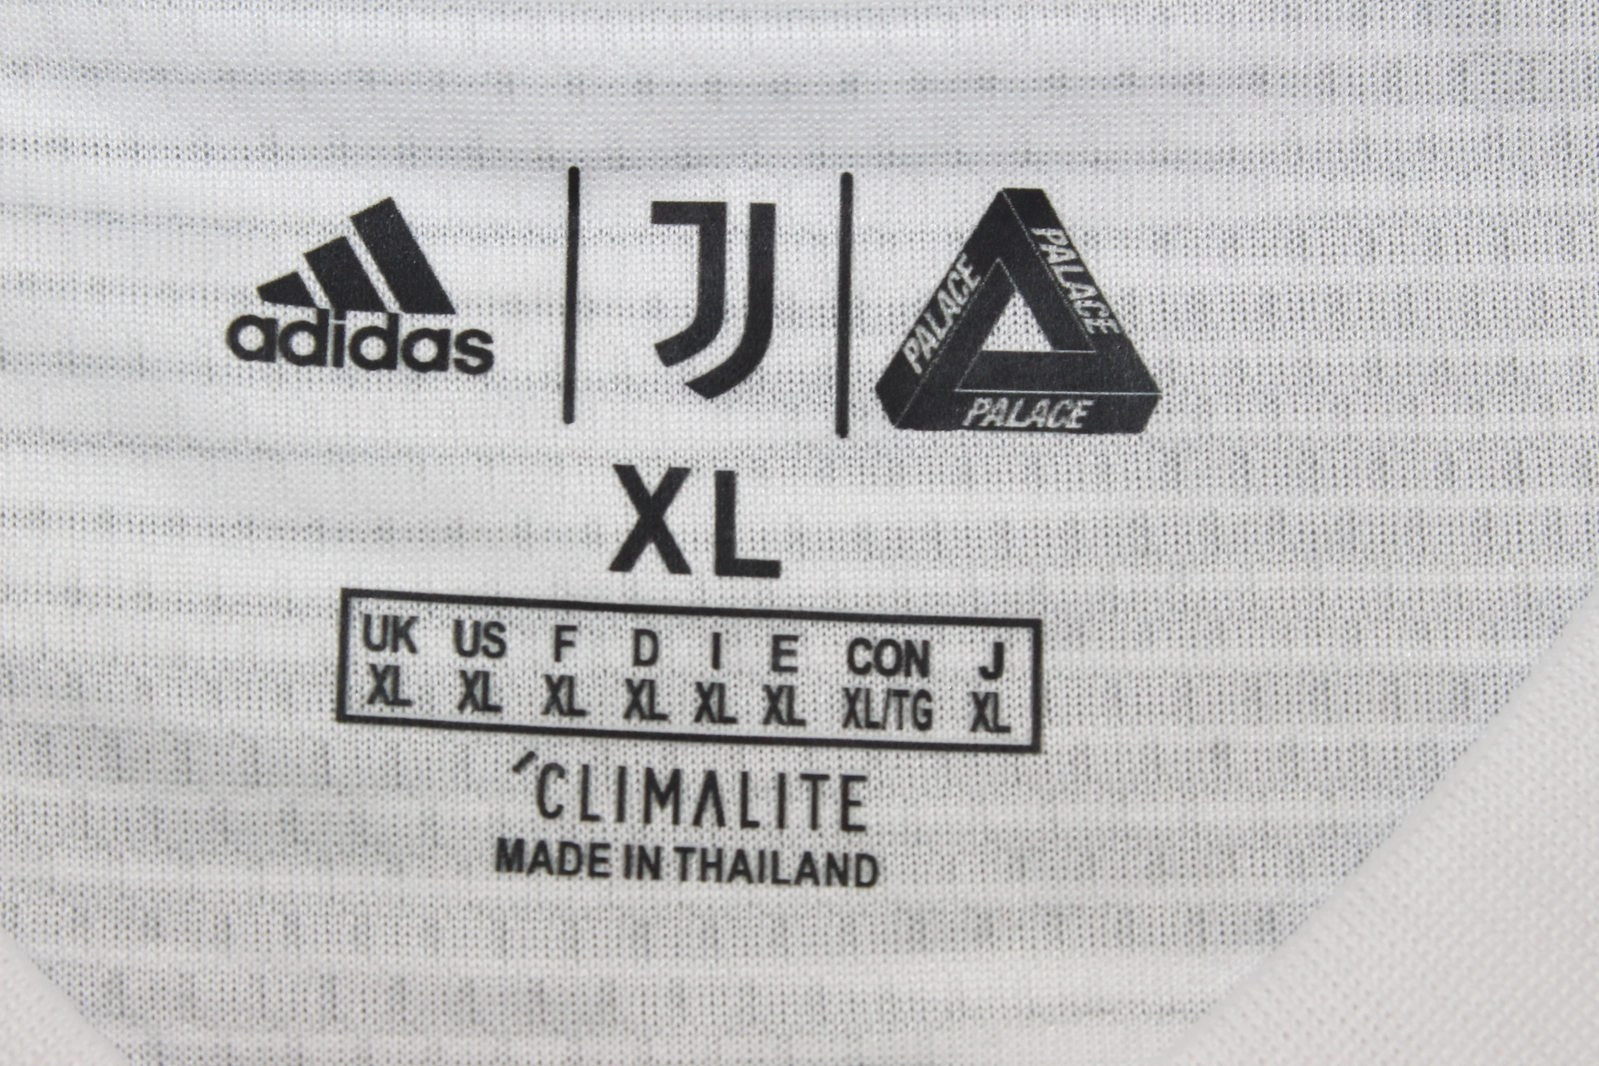 adidas
PALACE PALACE PALACE
XL
UK US F D I E CON J
XL XL XL XL XL XL XL/TG XL
CLIMALITE
MADE IN THAILAND